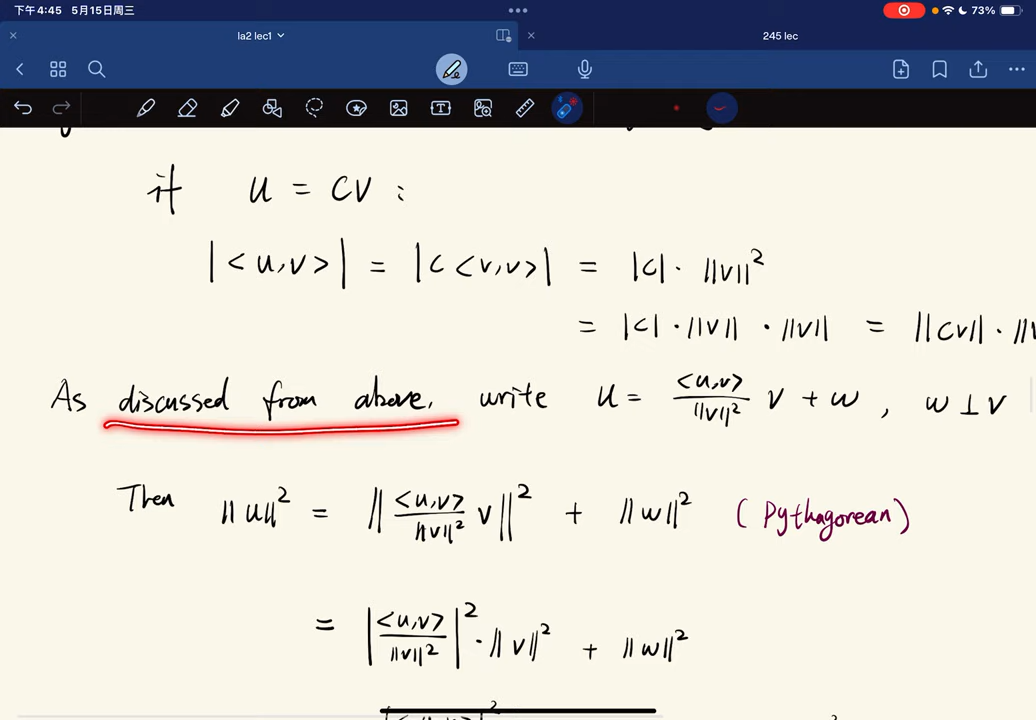 下午4:45 5月15日周三
73%
la2 lec1
245 lec
if u = cv :
|<u,v>| = |c <v,v>| = |c| · ||v||²
= |c| · ||v|| · ||v|| = ||cv|| · ||v
As discussed from above, write u = <u,v>/||v||² v + w , w ⊥ v
Then ||u||² = ||<u,v>/||v||² v||² + ||w||² (Pythagorean)
= |<u,v>/||v||²|² · ||v||² + ||w||²